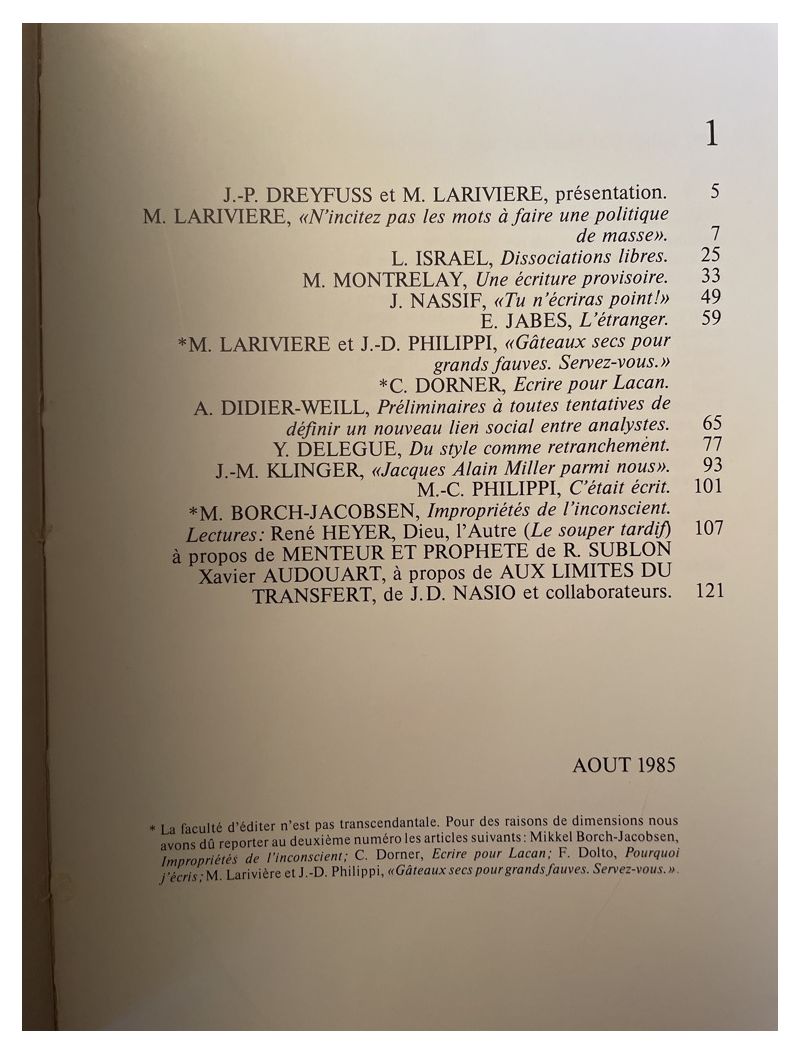 1
J.-P. DREYFUSS et M. LARIVIERE, présentation. 5
M. LARIVIERE, «N'incitez pas les mots à faire une politique
de masse». 7
L. ISRAEL, Dissociations libres. 25
M. MONTRELAY, Une écriture provisoire. 33
J. NASSIF, «Tu n'écriras point!» 49
E. JABES, L'étranger. 59
*M. LARIVIERE et J.-D. PHILIPPI, «Gâteaux secs pour
grands fauves. Servez-vous.»
*C. DORNER, Ecrire pour Lacan.
A. DIDIER-WEILL, Préliminaires à toutes tentatives de
définir un nouveau lien social entre analystes. 65
Y. DELEGUE, Du style comme retranchement. 77
J.-M. KLINGER, «Jacques Alain Miller parmi nous». 93
M.-C. PHILIPPI, C'était écrit. 101
*M. BORCH-JACOBSEN, Impropriétés de l'inconscient.
Lectures: René HEYER, Dieu, l'Autre (Le souper tardif) 107
à propos de MENTEUR ET PROPHETE de R. SUBLON
Xavier AUDOUART, à propos de AUX LIMITES DU
TRANSFERT, de J.D. NASIO et collaborateurs. 121
AOUT 1985
* La faculté d'éditer n'est pas transcendantale. Pour des raisons de dimensions nous
avons dû reporter au deuxième numéro les articles suivants: Mikkel Borch-Jacobsen,
Impropriétés de l'inconscient; C. Dorner, Ecrire pour Lacan; F. Dolto, Pourquoi
j'écris; M. Larivière et J.-D. Philippi, «Gâteaux secs pour grands fauves. Servez-vous.».